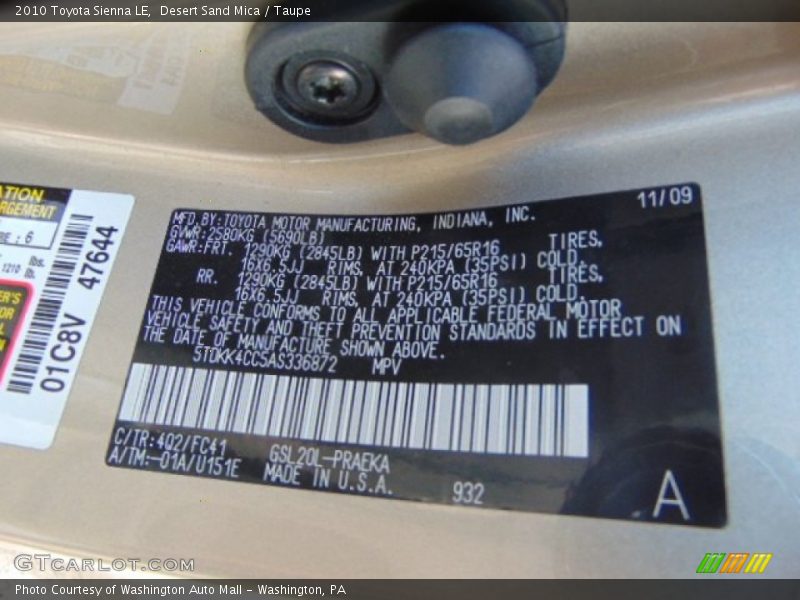 2010 Toyota Sienna LE, Desert Sand Mica / Taupe
11/09
MFD.BY:TOYOTA MOTOR MANUFACTURING, INDIANA, INC.
GVWR:2580KG (5690LB)
GAWR:FRT. 1290KG (2845LB) WITH P215/65R16 TIRES,
16X6.5JJ RIMS, AT 240KPA (35PSI) COLD.
RR. 1290KG (2845LB) WITH P215/65R16 TIRES,
16X6.5JJ RIMS, AT 240KPA (35PSI) COLD.
THIS VEHICLE CONFORMS TO ALL APPLICABLE FEDERAL MOTOR
VEHICLE SAFETY AND THEFT PREVENTION STANDARDS IN EFFECT ON
THE DATE OF MANUFACTURE SHOWN ABOVE.
5TDKK4CC5AS336872 MPV
C/TR:402/FC41
A/TM:-01A/U151E
GSL20L-PRAEKA
MADE IN U.S.A.
932
A
01C8V 47644
: 6
1210 lb.
lbs.
GTCARLOT.COM
Photo Courtesy of Washington Auto Mall - Washington, PA